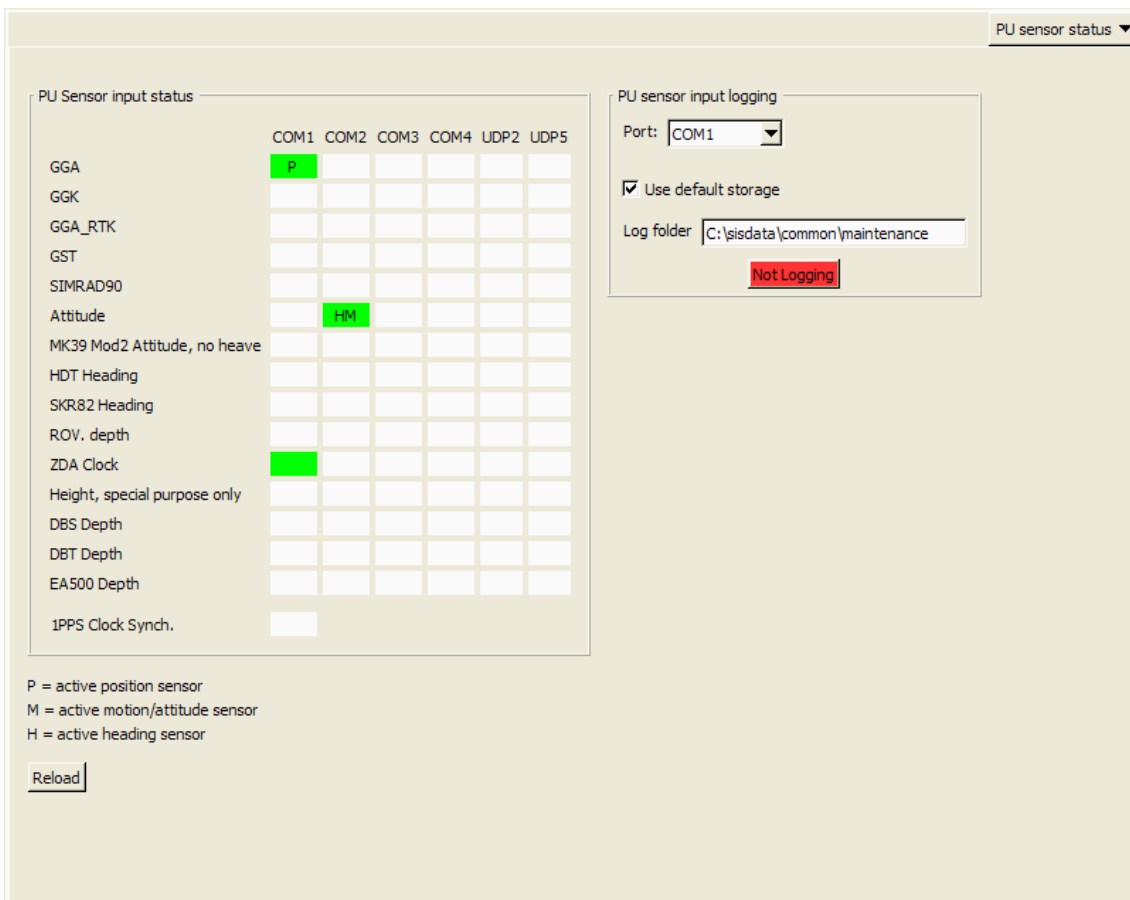 PU sensor status
PU Sensor input status
COM1 COM2 COM3 COM4 UDP2 UDP5
GGA P
GGK
GGA_RTK
GST
SIMRAD90
Attitude HM
MK39 Mod2 Attitude, no heave
HDT Heading
SKR82 Heading
ROV. depth
ZDA Clock
Height, special purpose only
DBS Depth
DBT Depth
EA500 Depth
1PPS Clock Synch.
P = active position sensor
M = active motion/attitude sensor
H = active heading sensor
Reload
PU sensor input logging
Port: COM1
Use default storage
Log folder C:\sisdata\common\maintenance
Not Logging